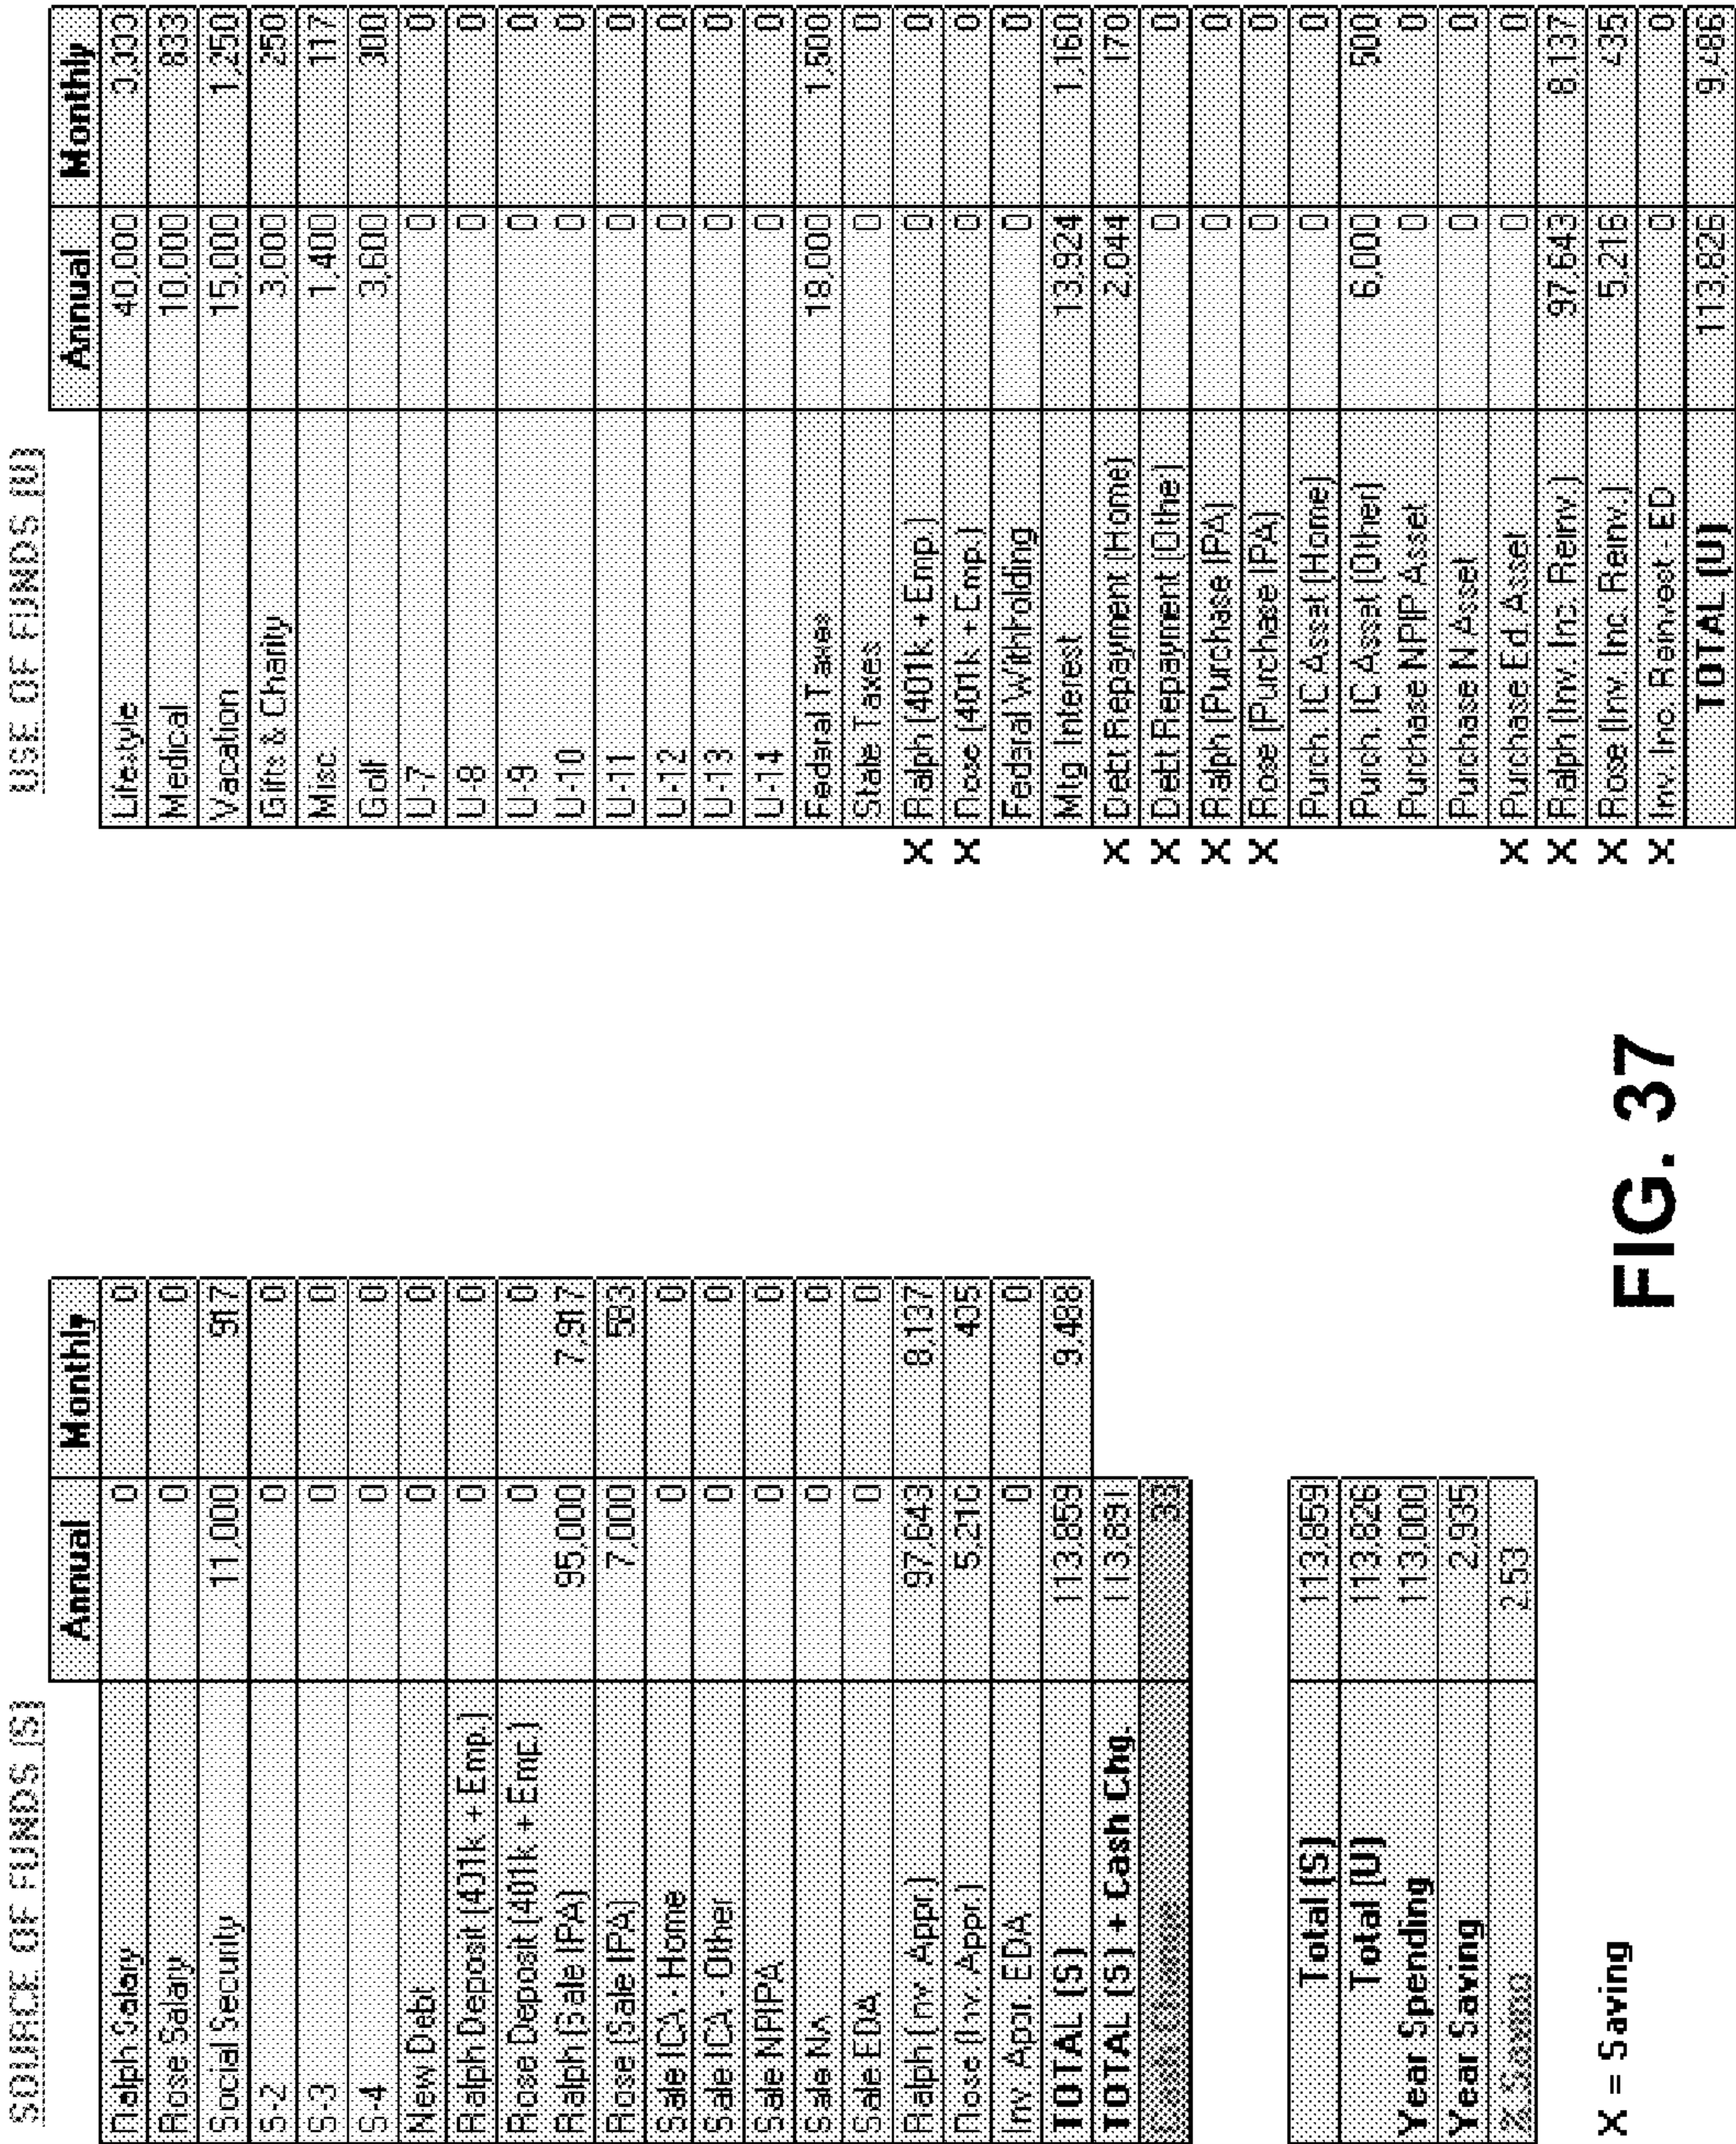 SOURCE OF FUNDS (S)
Annual Monthly
Ralph Salary 0 0
Rose Salary 0 0
Social Security 11,000 917
S-2 0 0
S-3 0 0
S-4 0 0
New Debt 0 0
Ralph Deposit (401k + Emp.) 0 0
Rose Deposit (401k + Emp.) 0 0
Ralph (Sale IPA) 95,000 7,917
Rose (Sale IPA) 7,000 583
Sale ICA - Home 0 0
Sale ICA - Other 0 0
Sale NPIPA 0 0
Sale NA 0 0
Sale EDA 0 0
Ralph (Inv. Appr.) 97,643 8,137
Rose (Inv. Appr.)
Inv. Appr. EDA 0 0
TOTAL (S) 113,859 9,488
TOTAL (S) + Cash Chg. 113,891
33
Total (S) 113,859
Total (U) 113,826
Year Spending 113,000
Year Saving 2,935
% Saving 2.53
X = Saving
USE OF FUNDS (U)
Annual Monthly
Lifestyle 40,000
Medical 10,000 833
Vacation 15,000 1,250
Gifts & Charity 3,000 250
Misc. 1,400 117
Golf 3,600 300
U-7 0 0
U-8 0 0
U-9 0 0
U-10 0 0
U-11 0 0
U-12 0 0
U-13 0 0
U-14 0 0
Federal Taxes 18,000 1,500
State Taxes 0 0
X Ralph (401k + Emp.) 0 0
X Rose (401k + Emp.) 0 0
Federal Withholding 0 0
Mtg. Interest 13,924 1,160
X Debt Repayment (Home) 2,044 170
X Debt Repayment (Other) 0 0
X Ralph (Purchase IPA) 0 0
X Rose (Purchase IPA) 0 0
Purch. IC Asset (Home) 0 0
Purch. IC Asset (Other) 6,000 500
Purchase NPIP Asset 0 0
Purchase N Asset 0 0
X Purchase Ed. Asset 0 0
X Ralph (Inv. Inc. Reinv.) 97,643 8,137
X Rose (Inv. Inc. Reinv.) 5,216 435
X Inv. Inc. Reinvest - ED 0 0
TOTAL (U) 113,826 9,486
FIG. 37